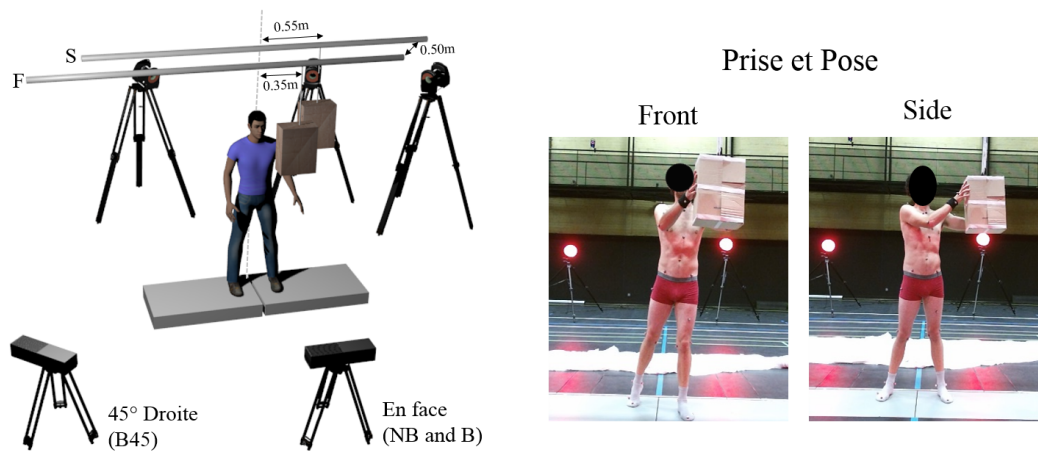 0.55m
S
0.50m
F
0.35m
45° Droite
(B45)
En face
(NB and B)
Prise et Pose
Front
Side